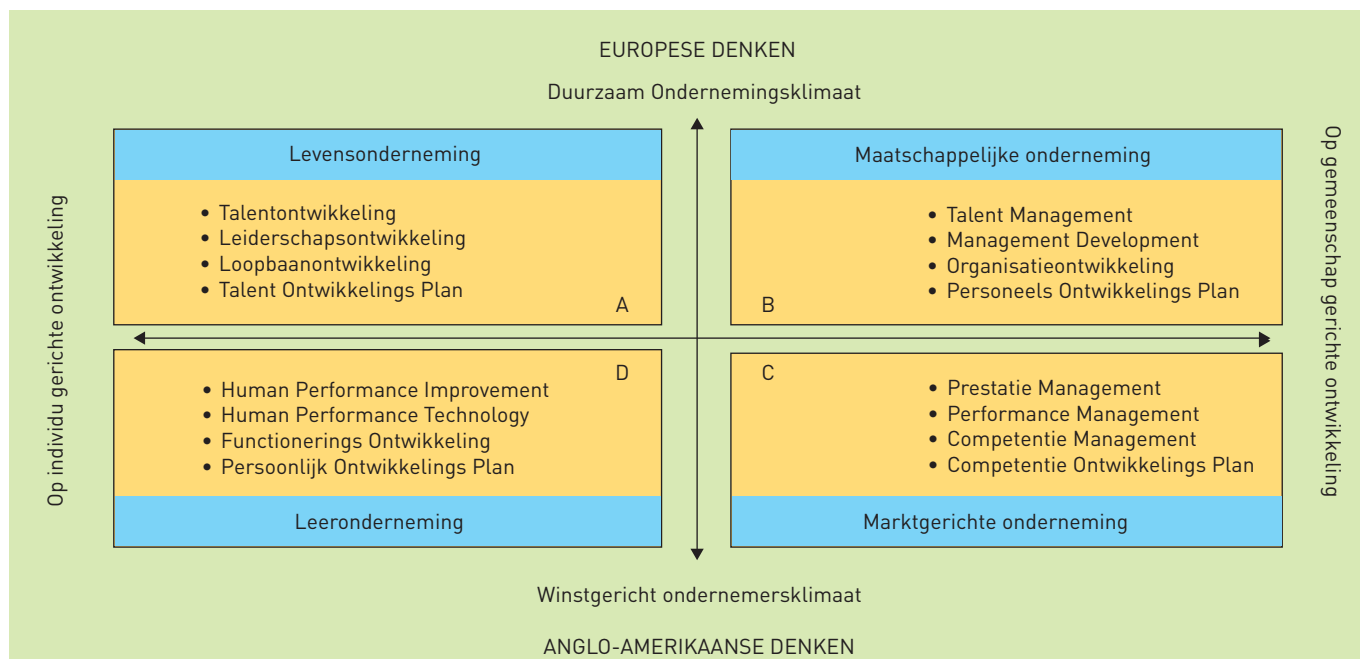 EUROPESE DENKEN
Duurzaam Ondernemingsklimaat
Op individu gerichte ontwikkeling
Levensonderneming
• Talentontwikkeling
• Leiderschapsontwikkeling
• Loopbaanontwikkeling
• Talent Ontwikkelings Plan
A
Maatschappelijke onderneming
• Talent Management
• Management Development
• Organisatieontwikkeling
• Personeels Ontwikkelings Plan
B
Op gemeenschap gerichte ontwikkeling
D
• Human Performance Improvement
• Human Performance Technology
• Functionerings Ontwikkeling
• Persoonlijk Ontwikkelings Plan
Leeronderneming
C
• Prestatie Management
• Performance Management
• Competentie Management
• Competentie Ontwikkelings Plan
Marktgerichte onderneming
Winstgericht ondernemersklimaat
ANGLO-AMERIKAANSE DENKEN